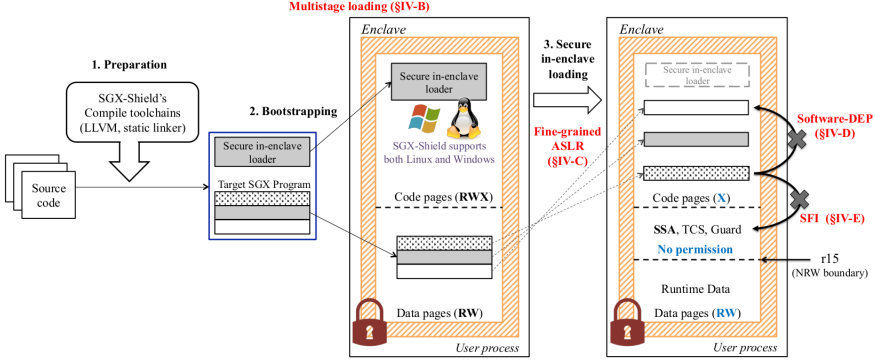 Multistage loading (§IV-B)
1. Preparation
SGX-Shield's
Compile toolchains
(LLVM, static linker)
Source
code
2. Bootstrapping
Secure in-enclave
loader
Target SGX Program
Enclave
Secure in-enclave
loader
SGX-Shield supports
both Linux and Windows
Code pages (RWX)
Data pages (RW)
User process
3. Secure
in-enclave
loading
Fine-grained
ASLR
(§IV-C)
Enclave
Secure in-enclave
loader
Code pages (X)
SSA, TCS, Guard
No permission
Runtime Data
Data pages (RW)
User process
Software-DEP
(§IV-D)
SFI (§IV-E)
r15
(NRW boundary)